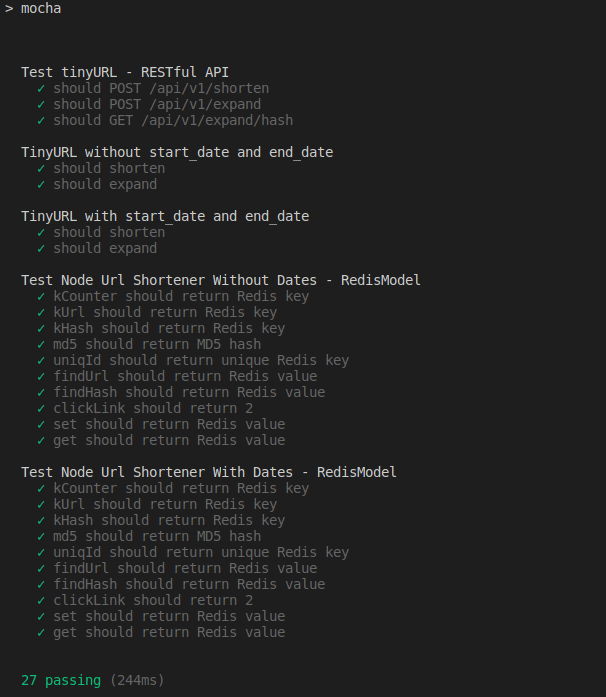 > mocha
Test tinyURL - RESTful API
✓ should POST /api/v1/shorten
✓ should POST /api/v1/expand
✓ should GET /api/v1/expand/hash
TinyURL without start_date and end_date
✓ should shorten
✓ should expand
TinyURL with start_date and end_date
✓ should shorten
✓ should expand
Test Node Url Shortener Without Dates - RedisModel
✓ kCounter should return Redis key
✓ kUrl should return Redis key
✓ kHash should return Redis key
✓ md5 should return MD5 hash
✓ uniqId should return unique Redis key
✓ findUrl should return Redis value
✓ findHash should return Redis value
✓ clickLink should return 2
✓ set should return Redis value
✓ get should return Redis value
Test Node Url Shortener With Dates - RedisModel
✓ kCounter should return Redis key
✓ kUrl should return Redis key
✓ kHash should return Redis key
✓ md5 should return MD5 hash
✓ uniqId should return unique Redis key
✓ findUrl should return Redis value
✓ findHash should return Redis value
✓ clickLink should return 2
✓ set should return Redis value
✓ get should return Redis value
27 passing (244ms)